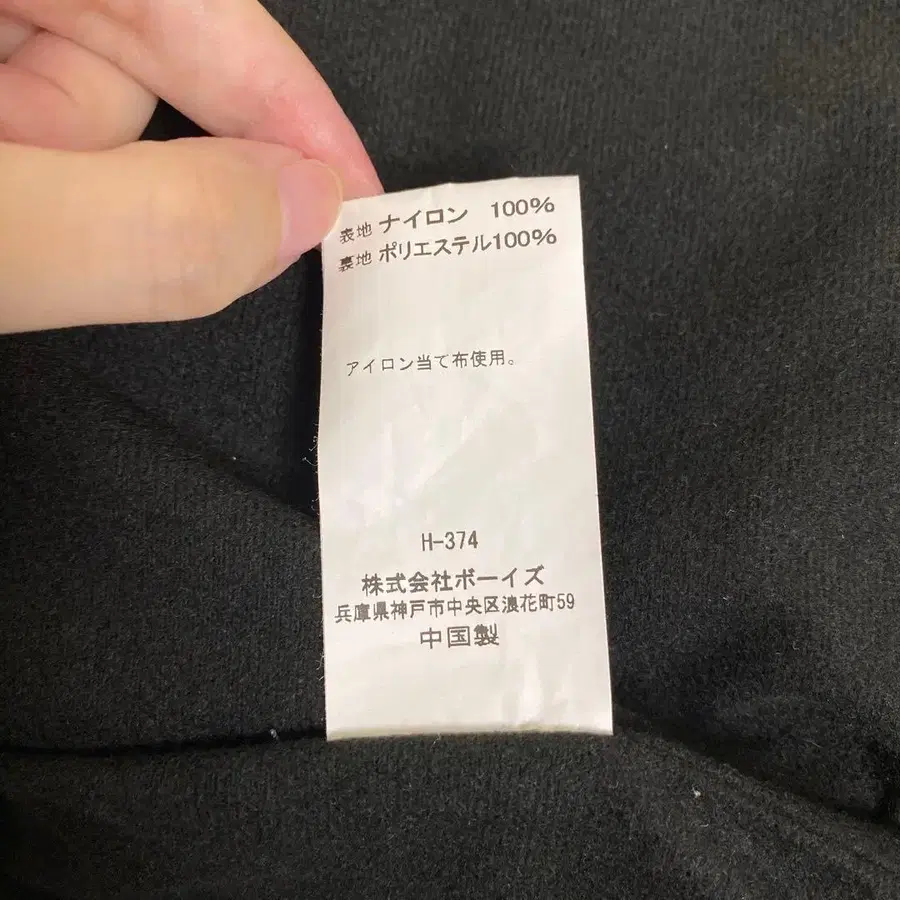 表地 ナイロン 100%
裏地 ポリエステル100%
アイロン当て布使用。
H-374
株式会社ボーイズ
兵庫県神戸市中央区浪花町59
中国製